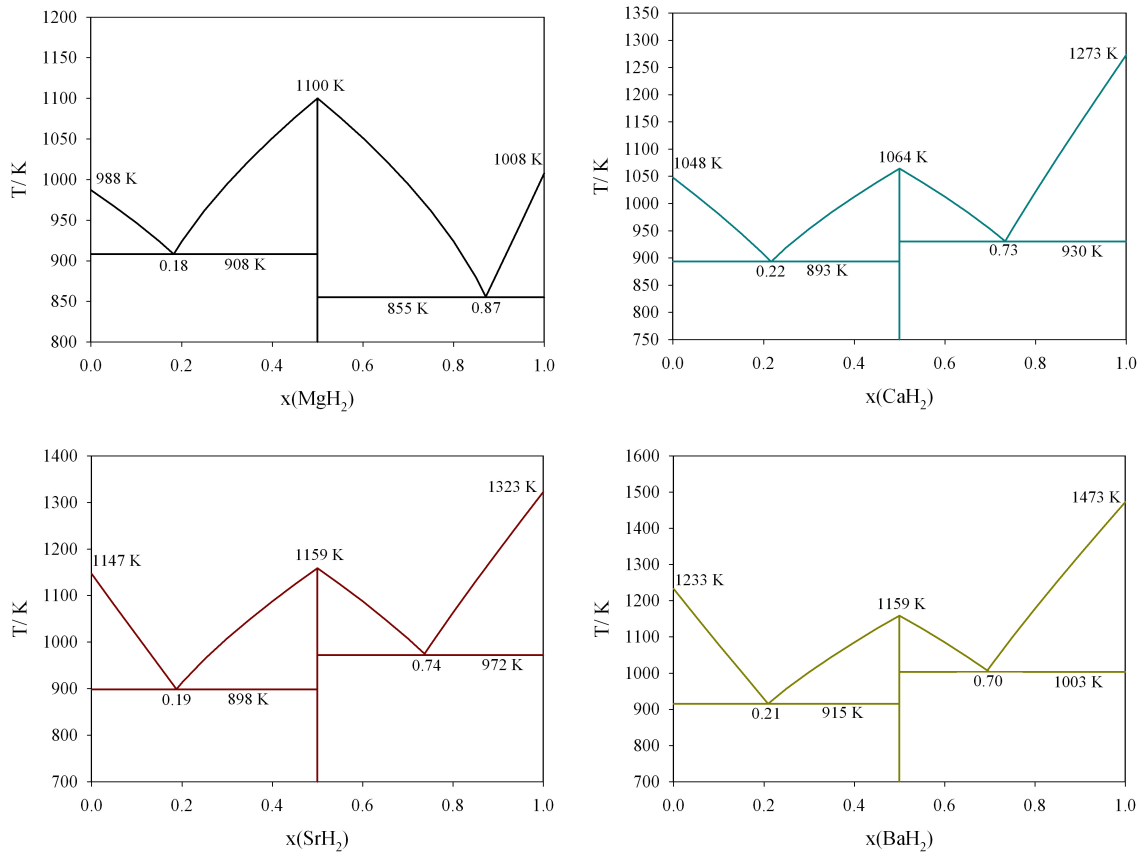 1200
1150
1100
1050
1000
950
900
850
800
T/ K
988 K
1100 K
1008 K
0.18
908 K
855 K
0.87
0.0
0.2
0.4
0.6
0.8
1.0
x(MgH₂)
1350
1300
1250
1200
1150
1100
1050
1000
950
900
850
800
750
T/ K
1273 K
1048 K
1064 K
0.22
893 K
0.73
930 K
0.0
0.2
0.4
0.6
0.8
1.0
x(CaH₂)
1400
1300
1200
1100
1000
900
800
700
T/ K
1323 K
1147 K
1159 K
0.19
898 K
0.74
972 K
0.0
0.2
0.4
0.6
0.8
1.0
x(SrH₂)
1600
1500
1400
1300
1200
1100
1000
900
800
700
T/ K
1473 K
1233 K
1159 K
0.21
915 K
0.70
1003 K
0.0
0.2
0.4
0.6
0.8
1.0
x(BaH₂)